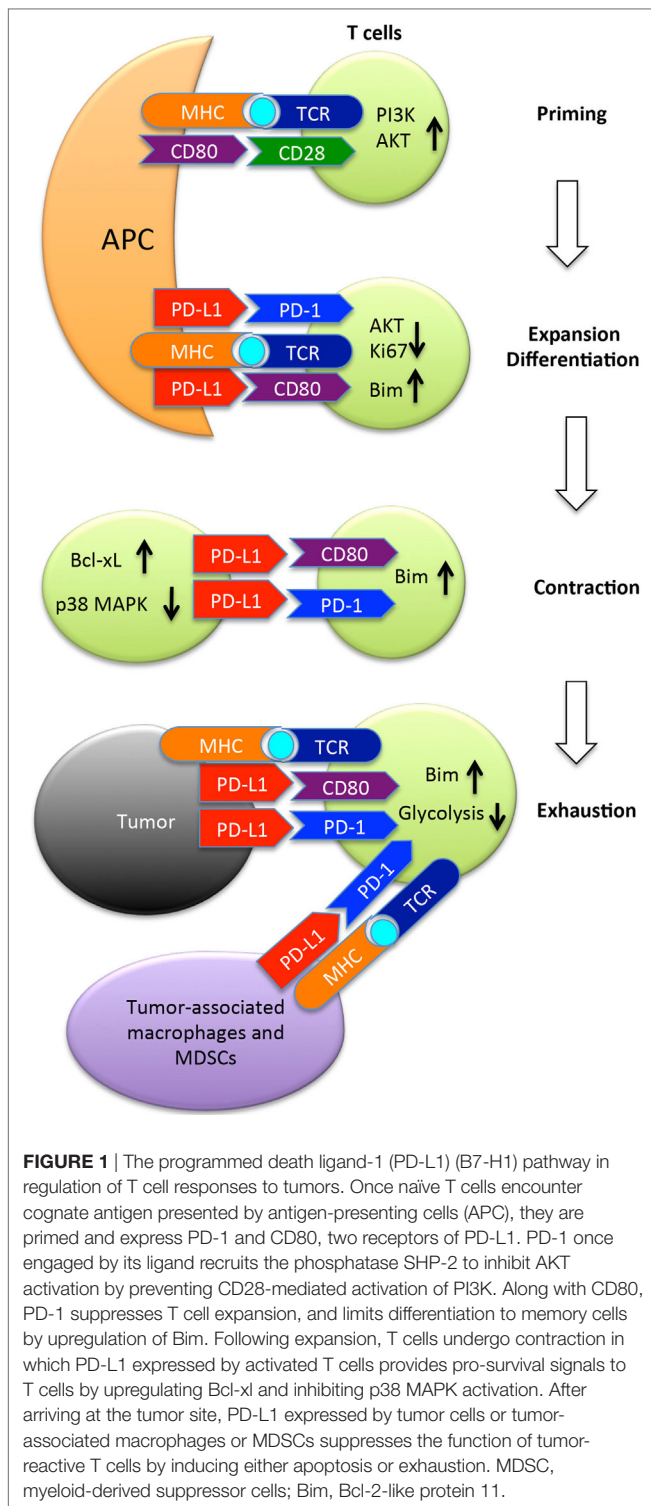 T cells
MHC TCR PI3K Priming
AKT
CD80 CD28
APC
PD-L1 PD-1 AKT Expansion
Ki67 Differentiation
MHC TCR
PD-L1 CD80 Bim
Bcl-xL PD-L1 CD80 Bim Contraction
p38 MAPK PD-L1 PD-1
MHC TCR
Bim
PD-L1 CD80 Glycolysis Exhaustion
Tumor PD-L1 PD-1
PD-L1 PD-1
MHC TCR
Tumor-associated
macrophages and
MDSCs
FIGURE 1 | The programmed death ligand-1 (PD-L1) (B7-H1) pathway in
regulation of T cell responses to tumors. Once naïve T cells encounter
cognate antigen presented by antigen-presenting cells (APC), they are
primed and express PD-1 and CD80, two receptors of PD-L1. PD-1 once
engaged by its ligand recruits the phosphatase SHP-2 to inhibit AKT
activation by preventing CD28-mediated activation of PI3K. Along with CD80,
PD-1 suppresses T cell expansion, and limits differentiation to memory cells
by upregulation of Bim. Following expansion, T cells undergo contraction in
which PD-L1 expressed by activated T cells provides pro-survival signals to
T cells by upregulating Bcl-xl and inhibiting p38 MAPK activation. After
arriving at the tumor site, PD-L1 expressed by tumor cells or tumor-
associated macrophages or MDSCs suppresses the function of tumor-
reactive T cells by inducing either apoptosis or exhaustion. MDSC,
myeloid-derived suppressor cells; Bim, Bcl-2-like protein 11.